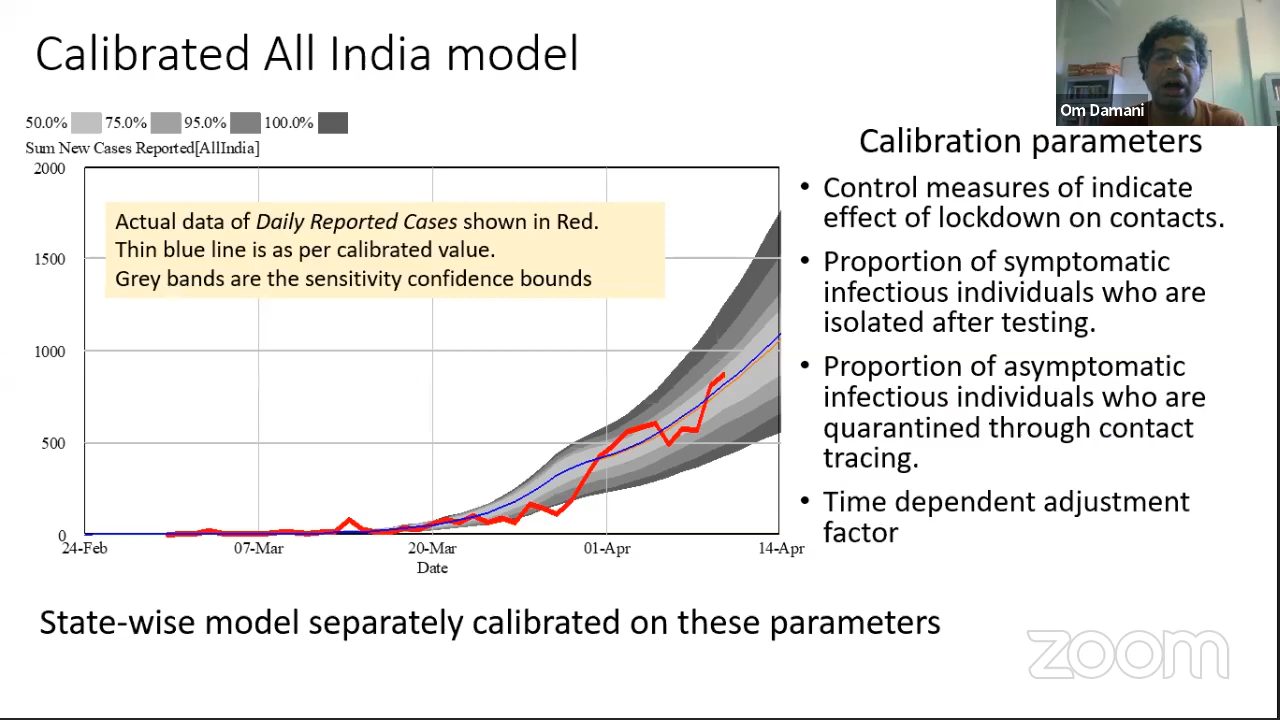 Calibrated All India model
Om Damani
50.0% 75.0% 95.0% 100.0%
Sum New Cases Reported[AllIndia]
2000
1500
1000
500
0
24-Feb 07-Mar 20-Mar 01-Apr 14-Apr
Date
Actual data of Daily Reported Cases shown in Red.
Thin blue line is as per calibrated value.
Grey bands are the sensitivity confidence bounds
Calibration parameters
• Control measures of indicate
effect of lockdown on contacts.
• Proportion of symptomatic
infectious individuals who are
isolated after testing.
• Proportion of asymptomatic
infectious individuals who are
quarantined through contact
tracing.
• Time dependent adjustment
factor
State-wise model separately calibrated on these parameters
zoom